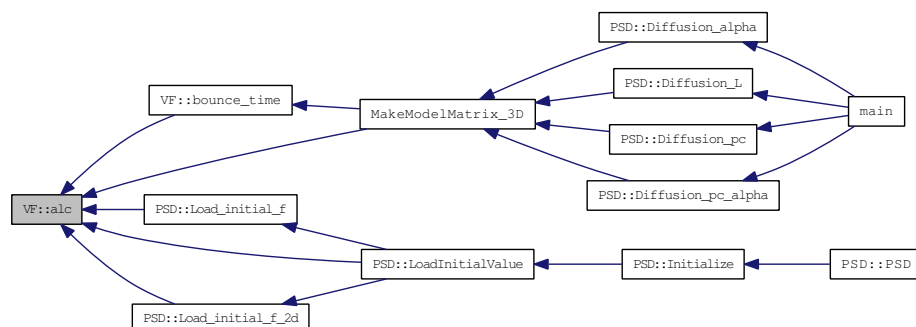 PSD::Diffusion_alpha
VF::bounce_time
PSD::Diffusion_L
MakeModelMatrix_3D
main
PSD::Diffusion_pc
PSD::Diffusion_pc_alpha
VF::alc
PSD::Load_initial_f
PSD::LoadInitialValue
PSD::Initialize
PSD::PSD
PSD::Load_initial_f_2d